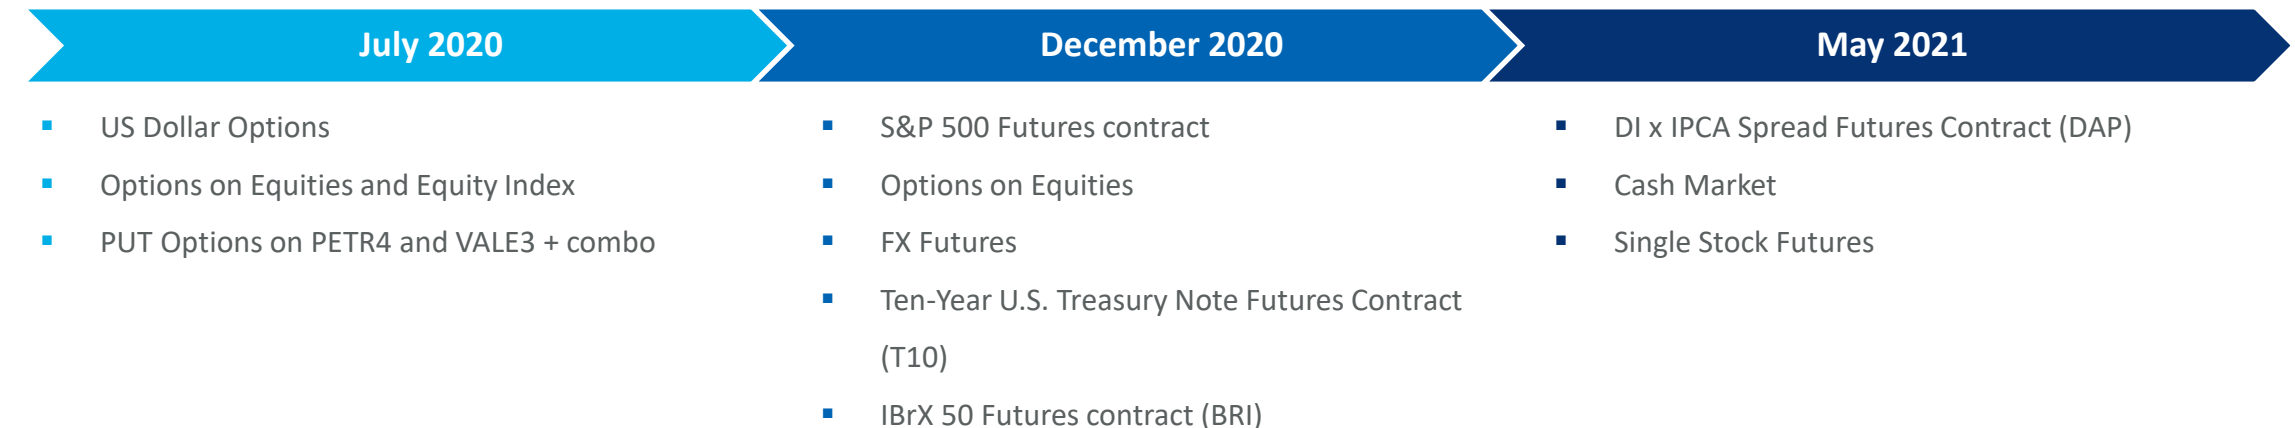 July 2020
US Dollar Options
Options on Equities and Equity Index
PUT Options on PETR4 and VALE3 + combo
December 2020
S&P 500 Futures contract
Options on Equities
FX Futures
Ten-Year U.S. Treasury Note Futures Contract
(T10)
IBrX 50 Futures contract (BRI)
May 2021
DI x IPCA Spread Futures Contract (DAP)
Cash Market
Single Stock Futures